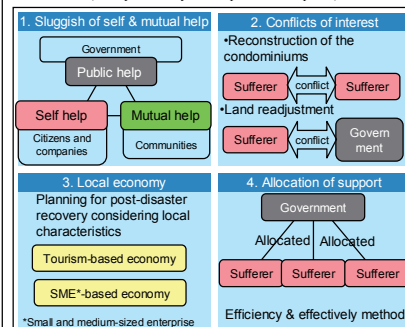 1. Sluggish of self & mutual help
Government
Public help
Self help
Mutual help
Citizens and
companies
Communities
2. Conflicts of interest
•Reconstruction of the
condominiums
Sufferer
conflict
Sufferer
•Land readjustment
Sufferer
conflict
Govern
ment
3. Local economy
Planning for post-disaster
recovery considering local
characteristics
Tourism-based economy
SME*-based economy
*Small and medium-sized enterprise
4. Allocation of support
Government
Allocated
Allocated
Sufferer
Sufferer
Sufferer
Efficiency & effectively method